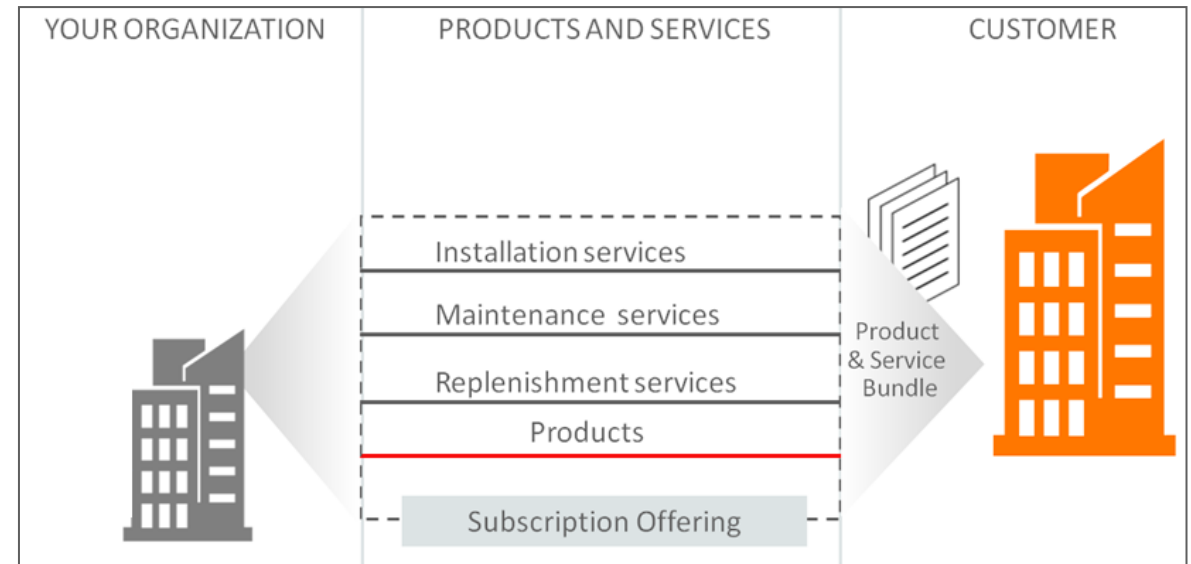 YOUR ORGANIZATION
PRODUCTS AND SERVICES
CUSTOMER
Installation services
Maintenance services
Replenishment services
Products
Subscription Offering
Product
& Service
Bundle